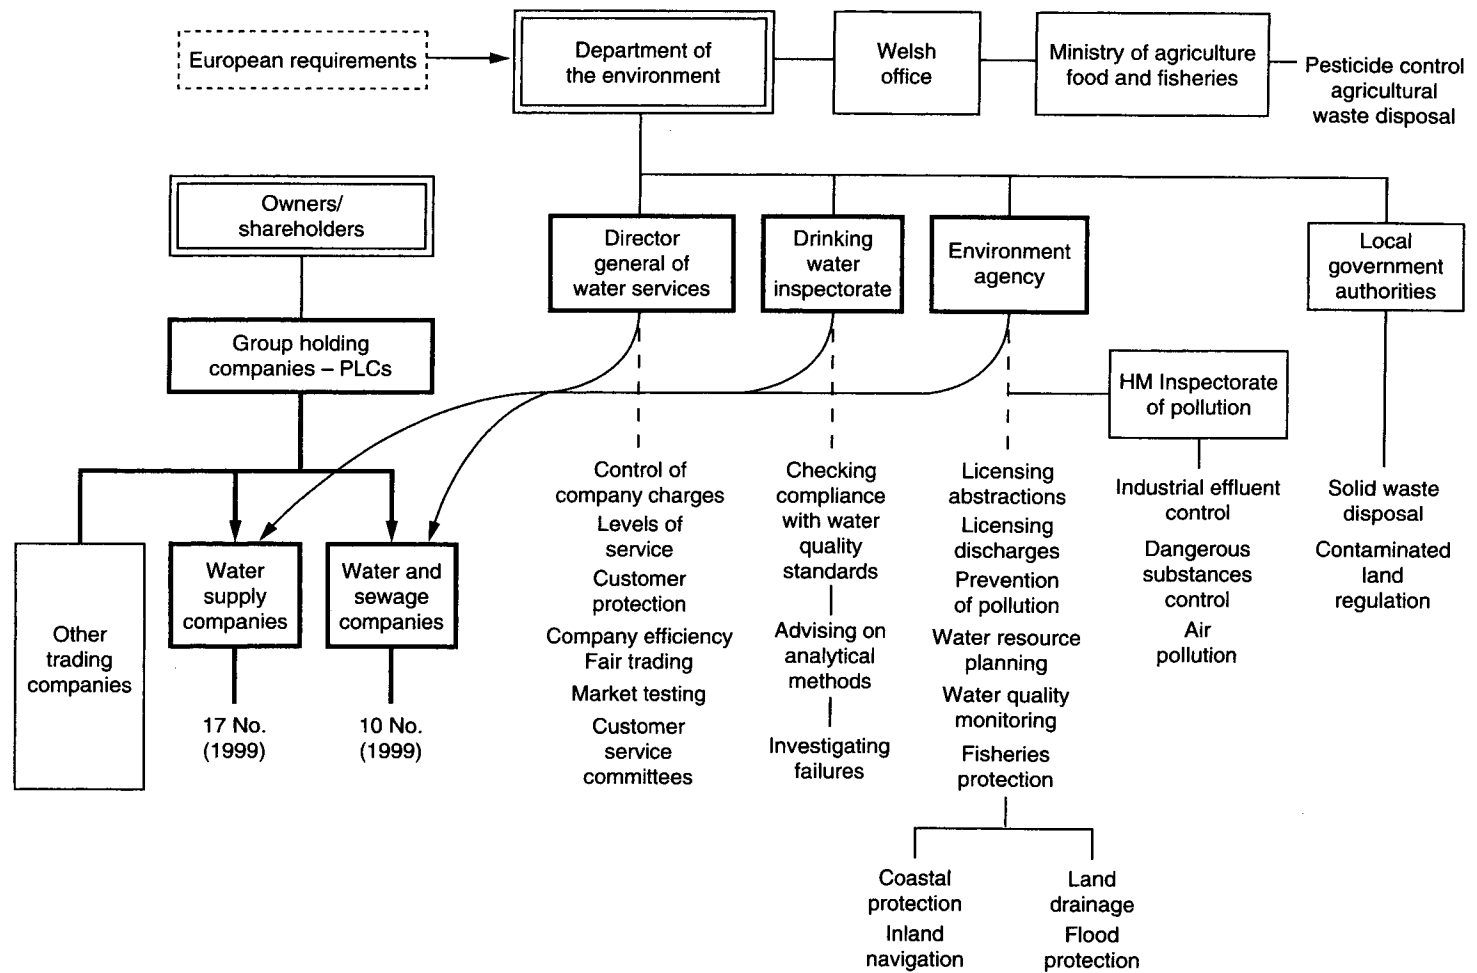 European requirements
Department of
the environment
Welsh
office
Ministry of agriculture
food and fisheries
Pesticide control
agricultural
waste disposal
Owners/
shareholders
Group holding
companies – PLCs
Director
general of
water services
Drinking
water
inspectorate
Environment
agency
Local
government
authorities
HM Inspectorate
of pollution
Other
trading
companies
Water
supply
companies
17 No.
(1999)
Water and
sewage
companies
10 No.
(1999)
Control of
company charges
Levels of
service
Customer
protection
Company efficiency
Fair trading
Market testing
Customer
service
committees
Checking
compliance
with water
quality
standards
Advising on
analytical
methods
Investigating
failures
Licensing
abstractions
Licensing
discharges
Prevention
of pollution
Water resource
planning
Water quality
monitoring
Fisheries
protection
Coastal
protection
Inland
navigation
Land
drainage
Flood
protection
Industrial effluent
control
Dangerous
substances
control
Air
pollution
Solid waste
disposal
Contaminated
land
regulation